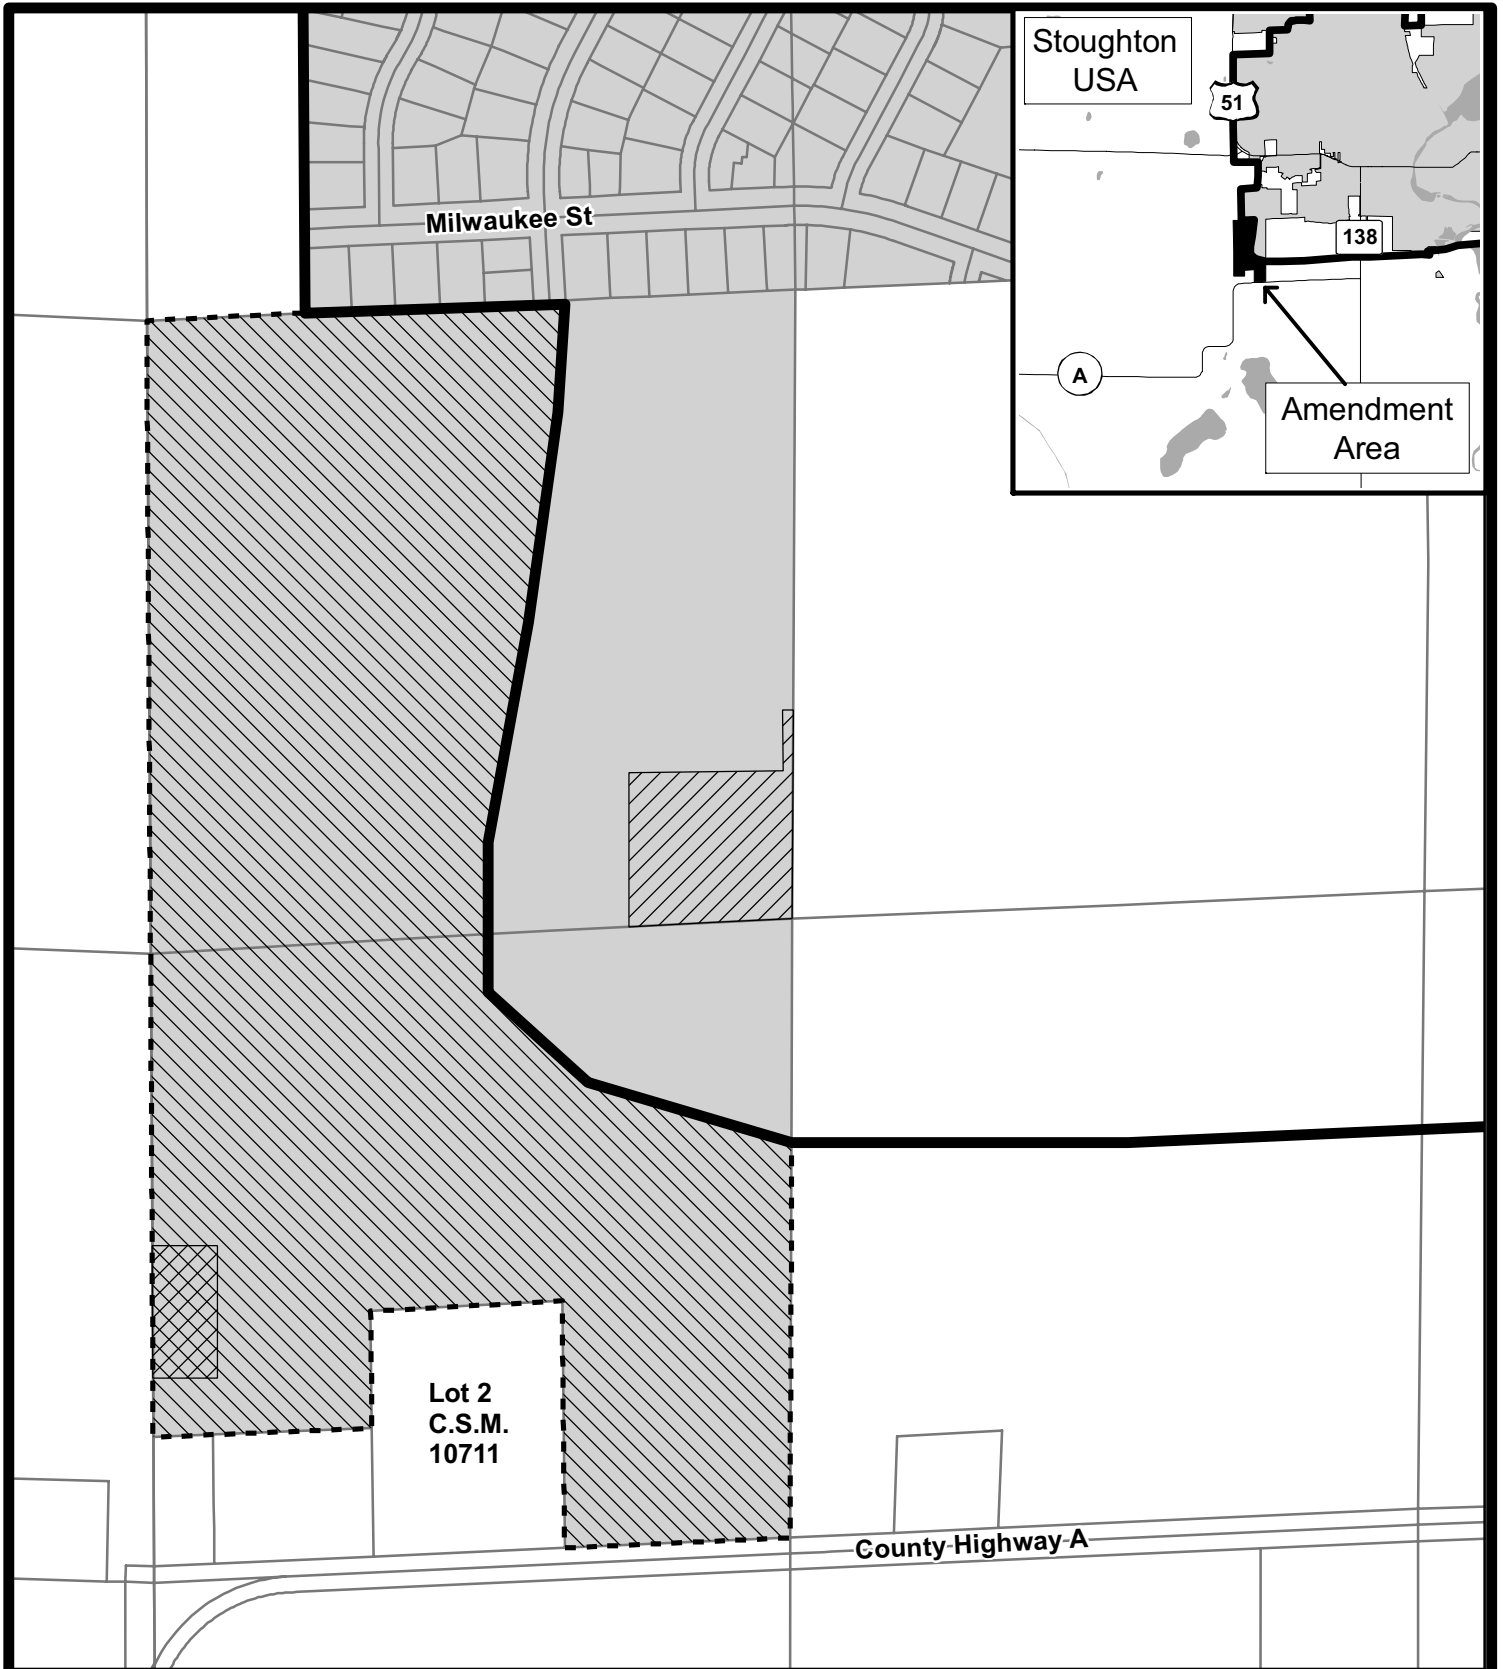 Stoughton
USA
51
138
A
Amendment
Area
Milwaukee St
Lot 2
C.S.M.
10711
County Highway A